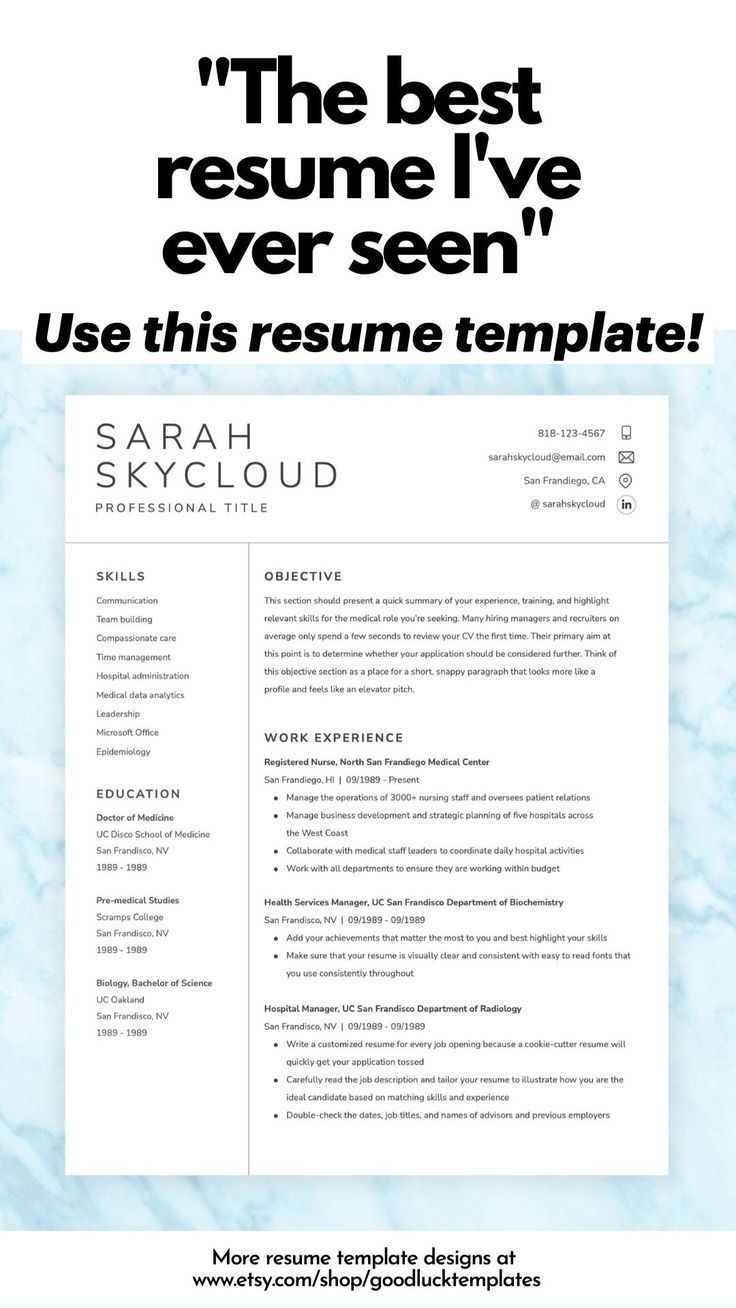 "The best
resume I've
ever seen"
Use this resume template!
SARAH
SKYCLOUD
PROFESSIONAL TITLE
818-123-4567
sarahskycloud@email.com
San Frandiego, CA
@ sarahskycloud
in
SKILLS
Communication
Team building
Compassionate care
Time management
Hospital administration
Medical data analytics
Leadership
Microsoft Office
Epidemiology
EDUCATION
Doctor of Medicine
UC Disco School of Medicine
San Frandisco, NV
1989 - 1989
Pre-medical Studies
Scramps College
San Frandisco, NV
1989 - 1989
Biology, Bachelor of Science
UC Oakland
San Frandisco, NV
1989 - 1989
OBJECTIVE
This section should present a quick summary of your experience, training, and highlight
relevant skills for the medical role you're seeking. Many hiring managers and recruiters on
average only spend a few seconds to review your CV the first time. Their primary aim at
this point is to determine whether your application should be considered further. Think of
this objective section as a place for a short, snappy paragraph that looks more like a
profile and feels like an elevator pitch.
WORK EXPERIENCE
Registered Nurse, North San Frandiego Medical Center
San Frandiego, HI | 09/1989 - Present
• Manage the operations of 3000+ nursing staff and oversees patient relations
• Manage business development and strategic planning of five hospitals across
the West Coast
• Collaborate with medical staff leaders to coordinate daily hospital activities
• Work with all departments to ensure they are working within budget
Health Services Manager, UC San Frandisco Department of Biochemistry
San Frandisco, NV | 09/1989 - 09/1989
• Add your achievements that matter the most to you and best highlight your skills
• Make sure that your resume is visually clear and consistent with easy to read fonts that
you use consistently throughout
Hospital Manager, UC San Frandisco Department of Radiology
San Frandisco, NV | 09/1989 - 09/1989
• Write a customized resume for every job opening because a cookie-cutter resume will
quickly get your application tossed
• Carefully read the job description and tailor your resume to illustrate how you are the
ideal candidate based on matching skills and experience
• Double-check the dates, job titles, and names of advisors and previous employers
More resume template designs at
www.etsy.com/shop/goodlucktemplates